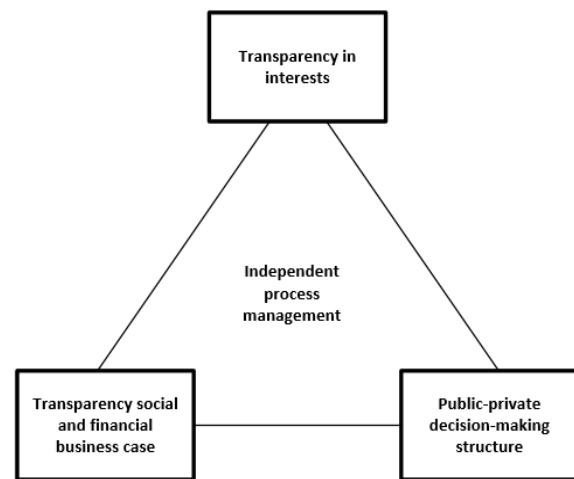 Transparency in
interests
Independent
process
management
Transparency social
and financial
business case
Public-private
decision-making
structure